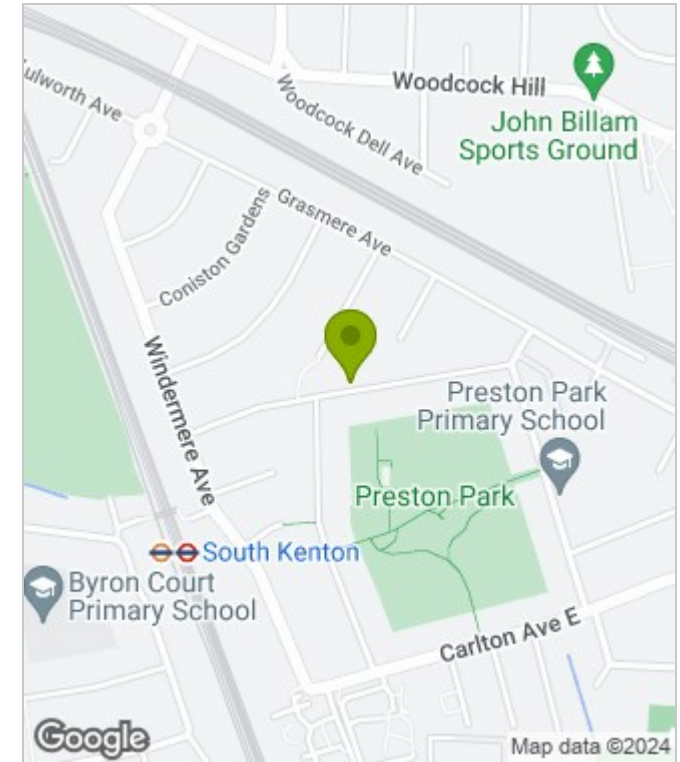 ulworth Ave
Woodcock Hill
Woodcock Dell Ave
John Billam
Sports Ground
Grasmere Ave
Coniston Gardens
Windermere Ave
Preston Park
Primary School
Preston Park
South Kenton
Byron Court
Primary School
Carlton Ave E
Google
Map data ©2024